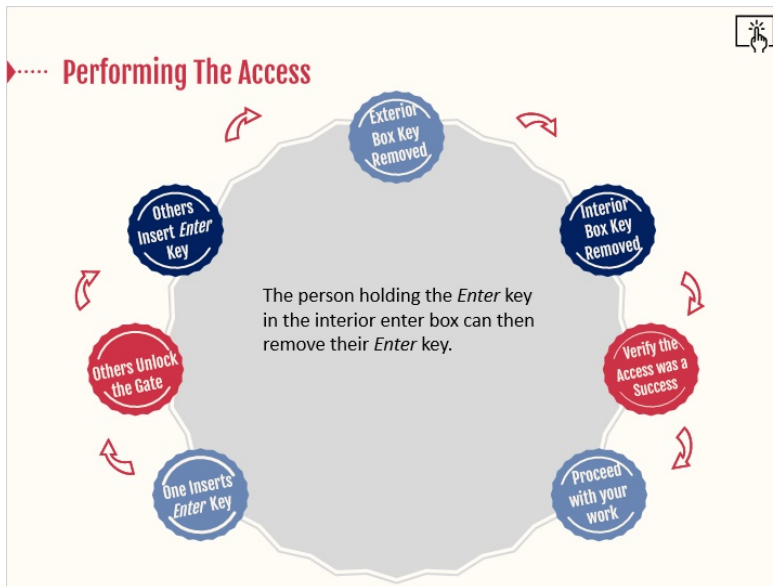 Performing The Access
Exterior
Box Key
Removed
Others
Insert Enter
Key
Interior
Box Key
Removed
The person holding the Enter key
in the interior enter box can then
remove their Enter key.
Others Unlock
the Gate
Verify the
Access was a
Success
One Inserts
Enter Key
Proceed
with your
work